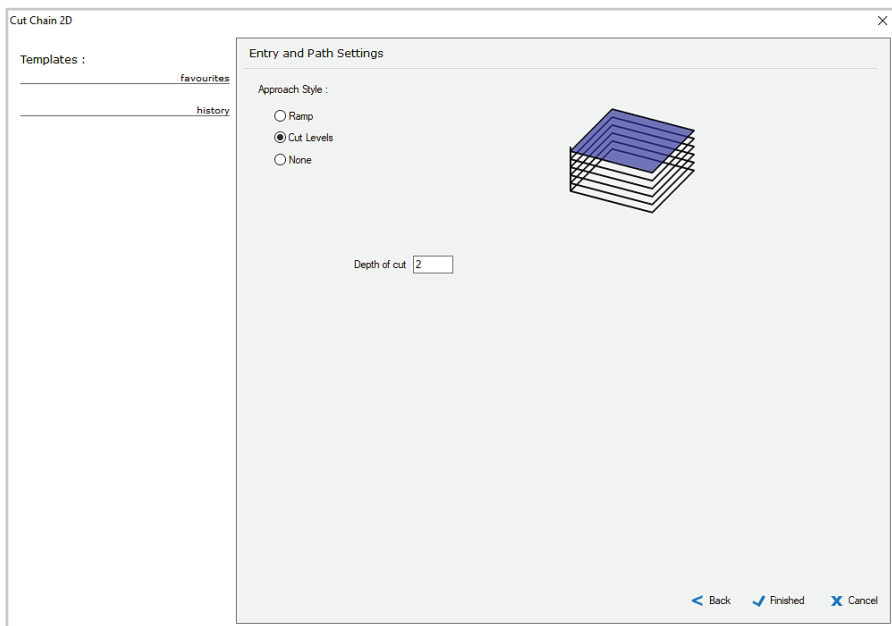 Cut Chain 2D
Templates :
favourites
history
Entry and Path Settings
Approach Style :
Ramp
Cut Levels
None
Depth of cut 2
< Back Finished X Cancel